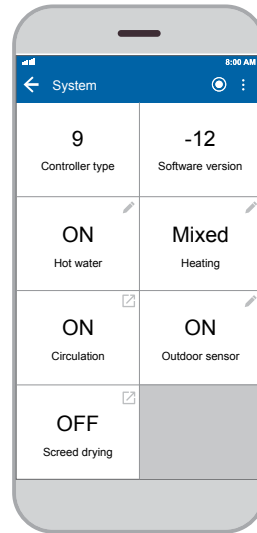 8:00 AM
System
9
Controller type
-12
Software version
ON
Hot water
Mixed
Heating
ON
Circulation
ON
Outdoor sensor
OFF
Screed drying